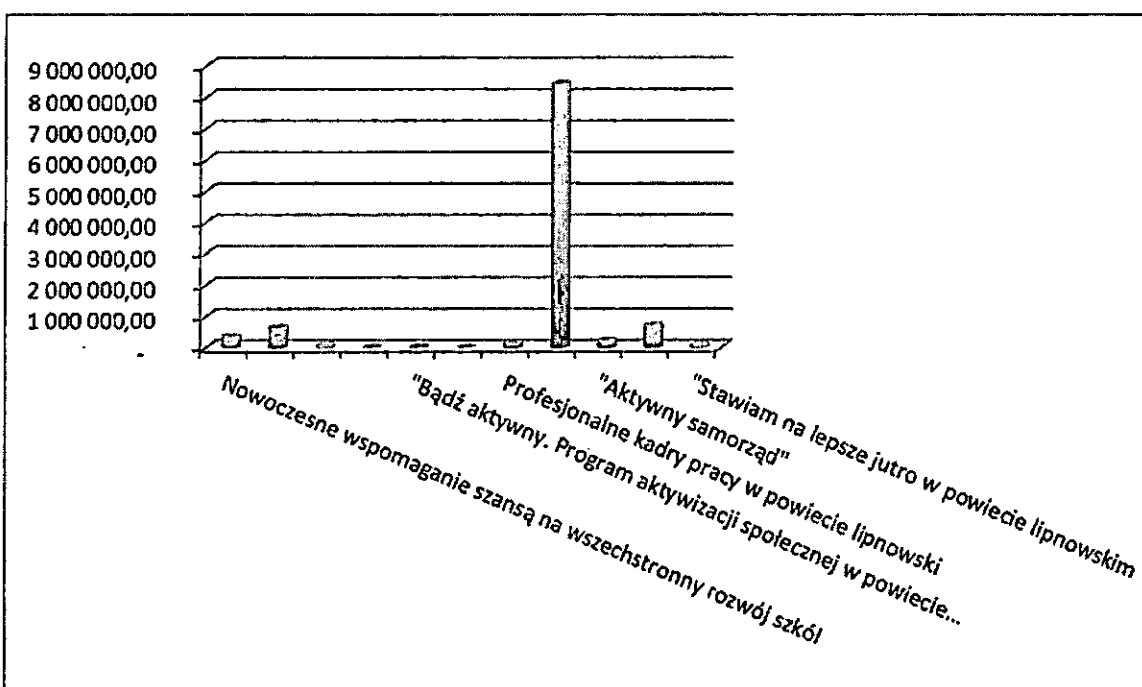 9 000 000,00
8 000 000,00
7 000 000,00
6 000 000,00
5 000 000,00
4 000 000,00
3 000 000,00
2 000 000,00
1 000 000,00
-
Nowoczesne wspomaganie szansą na wszechstronny rozwój szkól
"Bądź aktywny. Program aktywizacji społecznej w powiecie...
Profesjonalne kadry pracy w powiecie lipnowski
"Aktywny samorząd"
"Stawiam na lepsze jutro w powiecie lipnowskim